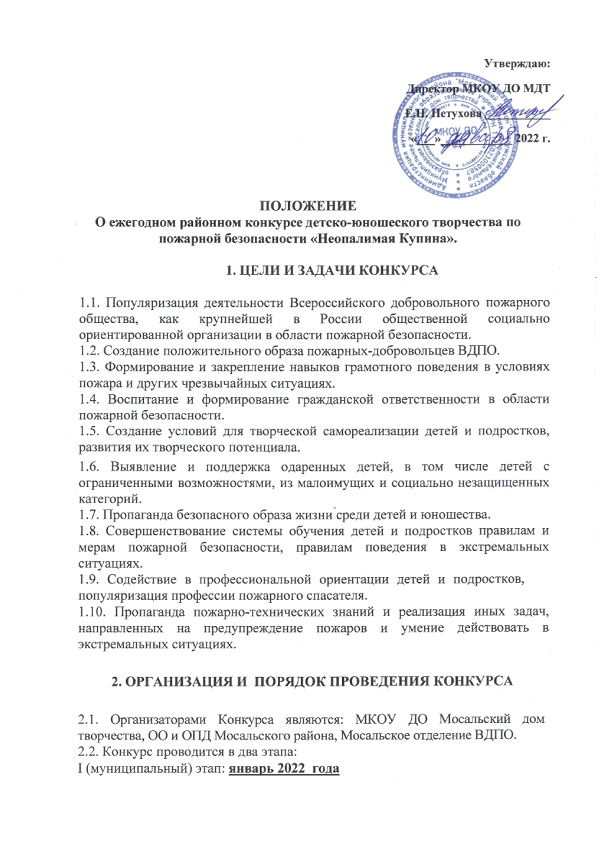 Утверждаю:
Директор МКОУ ДО МДТ
Е.Н. Петухова
« 10 » января 2022 г.
ПОЛОЖЕНИЕ
О ежегодном районном конкурсе детско-юношеского творчества по
пожарной безопасности «Неопалимая Купина».
1. ЦЕЛИ И ЗАДАЧИ КОНКУРСА
1.1. Популяризация деятельности Всероссийского добровольного пожарного
общества, как крупнейшей в России общественной социально
ориентированной организации в области пожарной безопасности.
1.2. Создание положительного образа пожарных-добровольцев ВДПО.
1.3. Формирование и закрепление навыков грамотного поведения в условиях
пожара и других чрезвычайных ситуациях.
1.4. Воспитание и формирование гражданской ответственности в области
пожарной безопасности.
1.5. Создание условий для творческой самореализации детей и подростков,
развития их творческого потенциала.
1.6. Выявление и поддержка одаренных детей, в том числе детей с
ограниченными возможностями, из малоимущих и социально незащищенных
категорий.
1.7. Пропаганда безопасного образа жизни среди детей и юношества.
1.8. Совершенствование системы обучения детей и подростков правилам и
мерам пожарной безопасности, правилам поведения в экстремальных
ситуациях.
1.9. Содействие в профессиональной ориентации детей и подростков,
популяризация профессии пожарного спасателя.
1.10. Пропаганда пожарно-технических знаний и реализация иных задач,
направленных на предупреждение пожаров и умение действовать в
экстремальных ситуациях.
2. ОРГАНИЗАЦИЯ И ПОРЯДОК ПРОВЕДЕНИЯ КОНКУРСА
2.1. Организаторами Конкурса являются: МКОУ ДО Мосальский дом
творчества, ОО и ОПД Мосальского района, Мосальское отделение ВДПО.
2.2. Конкурс проводится в два этапа:
I (муниципальный) этап: январь 2022 года